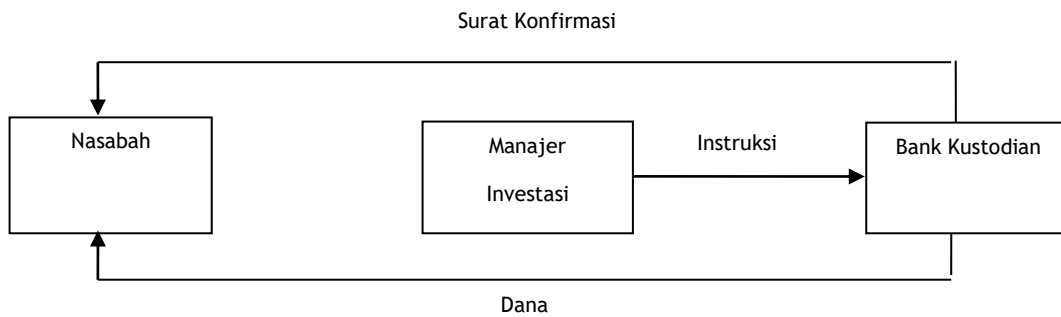 Surat Konfirmasi
Nasabah
Manajer
Investasi
Instruksi
Bank Kustodian
Dana